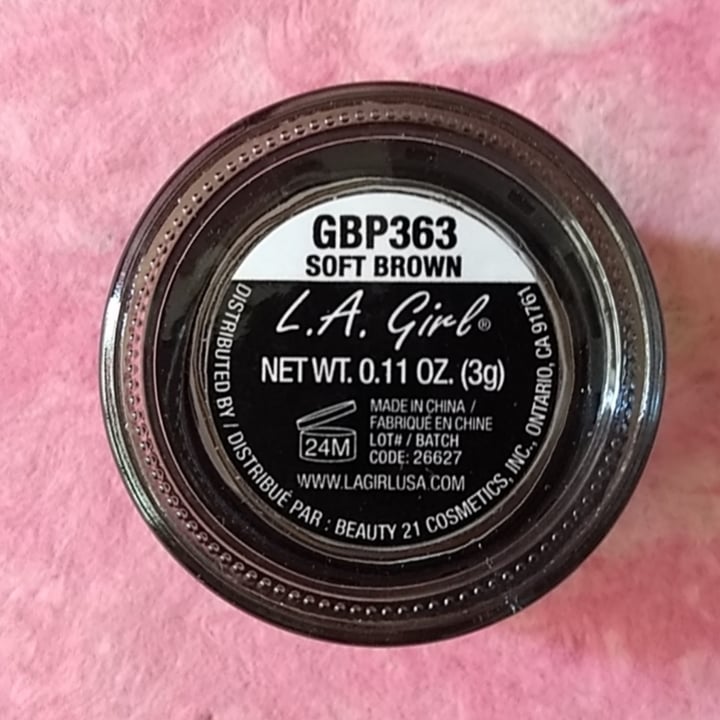 GBP363
SOFT BROWN
L.A. Girl®
NET WT. 0.11 OZ. (3g)
24M
MADE IN CHINA /
FABRIQUÉ EN CHINE
LOT# / BATCH
CODE: 26627
WWW.LAGIRLUSA.COM
DISTRIBUTED BY / DISTRIBUÉ PAR : BEAUTY 21 COSMETICS, INC., ONTARIO, CA 91761